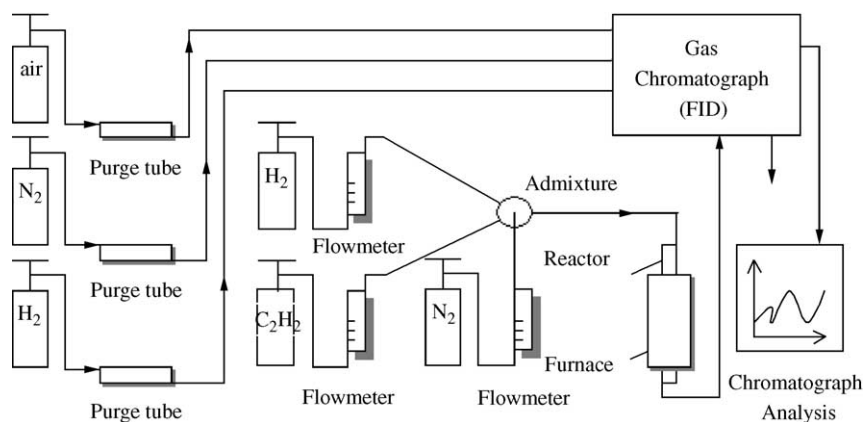 air
Purge tube
N2
Purge tube
H2
Purge tube
H2
Flowmeter
C2H2
Flowmeter
N2
Flowmeter
Admixture
Reactor
Furnace
Gas
Chromatograph
(FID)
Chromatograph
Analysis